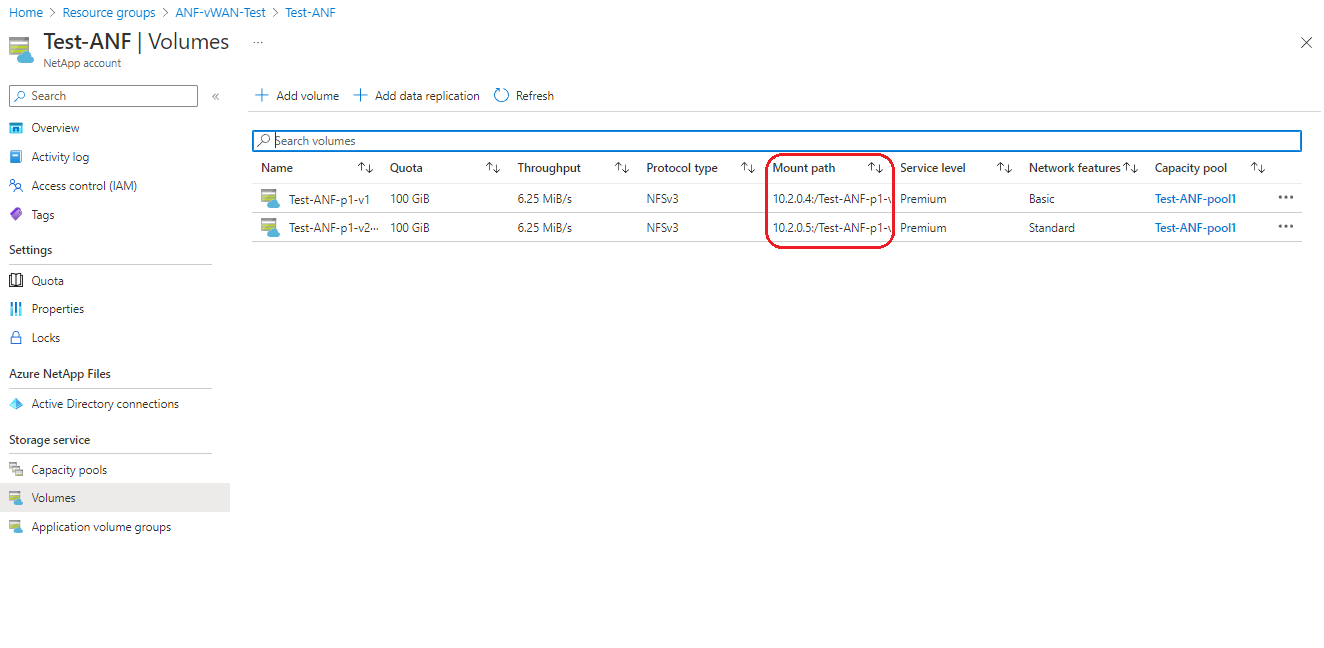 Home > Resource groups > ANF-vWAN-Test > Test-ANF
Test-ANF | Volumes ...
NetApp account
Search «
Add volume Add data replication Refresh
Overview
Activity log
Access control (IAM)
Tags
Settings
Quota
Properties
Locks
Azure NetApp Files
Active Directory connections
Storage service
Capacity pools
Volumes
Application volume groups
Search volumes
Name Quota Throughput Protocol type Mount path Service level Network features Capacity pool
Test-ANF-p1-v1 100 GiB 6.25 MiB/s NFSv3 10.2.0.4:/Test-ANF-p1-v Premium Basic Test-ANF-pool1 ...
Test-ANF-p1-v2... 100 GiB 6.25 MiB/s NFSv3 10.2.0.5:/Test-ANF-p1-v Premium Standard Test-ANF-pool1 ...